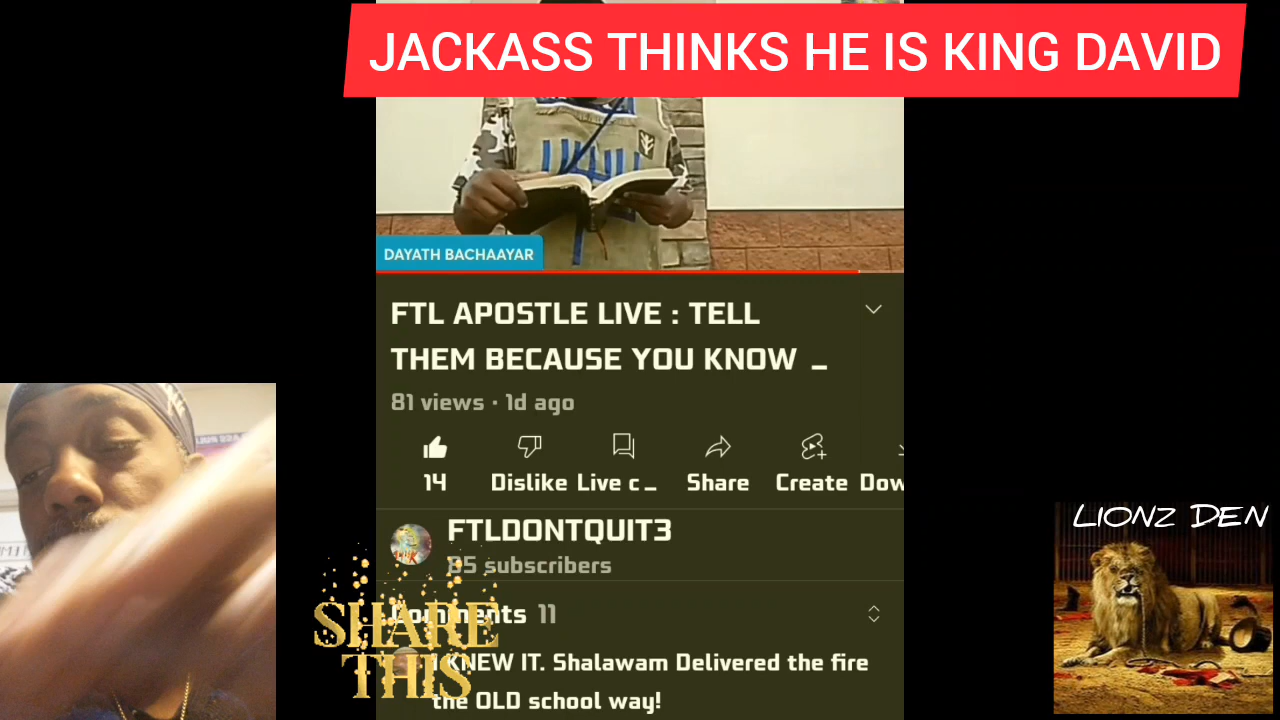 JACKASS THINKS HE IS KING DAVID
DAYATH BACHAAYAR
FTL APOSTLE LIVE : TELL
THEM BECAUSE YOU KNOW _
81 views · 1d ago
14 Dislike Live c_ Share Create Dow
FTLDONTQUIT3
85 subscribers
Comments 11
I KNEW IT. Shalawam Delivered the fire
the OLD school way!
SHARE
THIS
LIONZ DEN